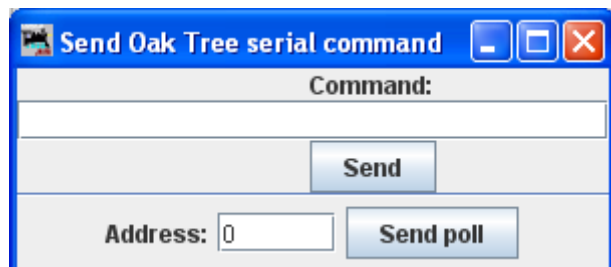 Send Oak Tree serial command
Command:
Send
Address: 0 Send poll